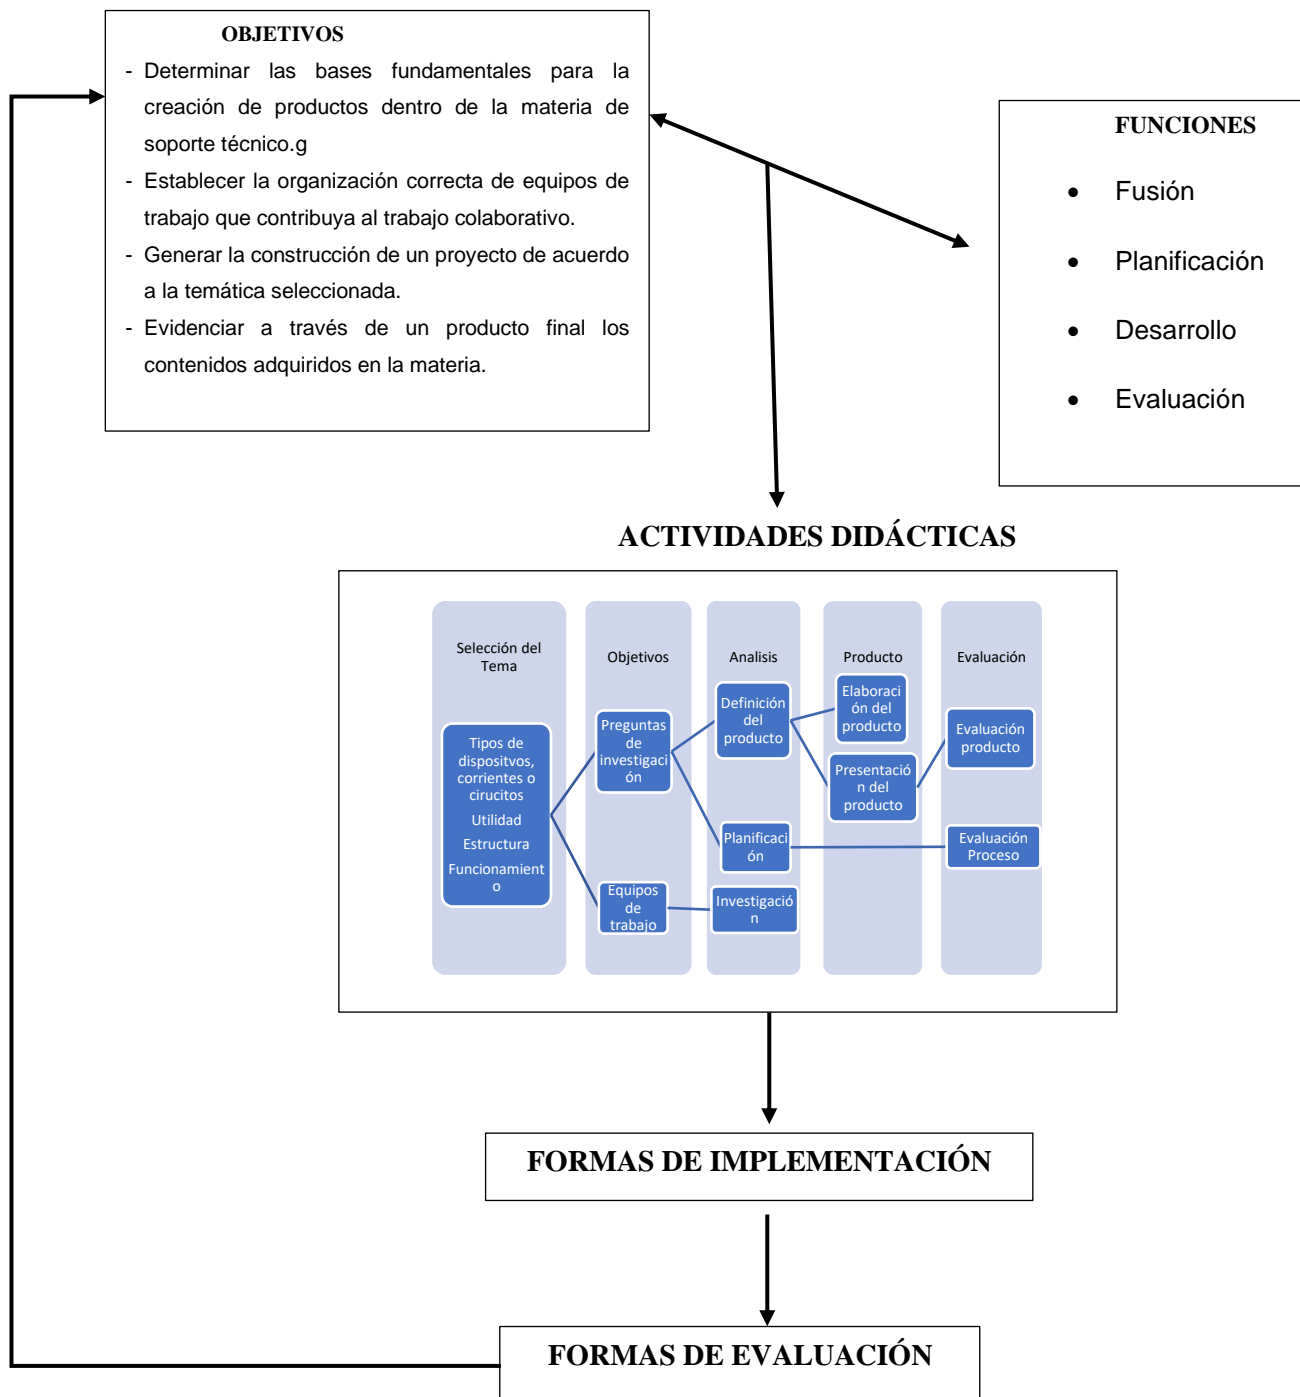 OBJETIVOS
- Determinar las bases fundamentales para la
creación de productos dentro de la materia de
soporte técnico.g
- Establecer la organización correcta de equipos de
trabajo que contribuya al trabajo colaborativo.
- Generar la construcción de un proyecto de acuerdo
a la temática seleccionada.
- Evidenciar a través de un producto final los
contenidos adquiridos en la materia.
FUNCIONES
• Fusión
• Planificación
• Desarrollo
• Evaluación
ACTIVIDADES DIDÁCTICAS
Selección del
Tema
Tipos de
dispositvos,
corrientes o
cirucitos
Utilidad
Estructura
Funcionamient
o
Objetivos
Preguntas
de
investigaci
ón
Equipos
de
trabajo
Analisis
Definición
del
producto
Planificaci
ón
Investigació
n
Producto
Elaboraci
ón del
producto
Presentació
n del
producto
Evaluación
Evaluación
producto
Evaluación
Proceso
FORMAS DE IMPLEMENTACIÓN
FORMAS DE EVALUACIÓN